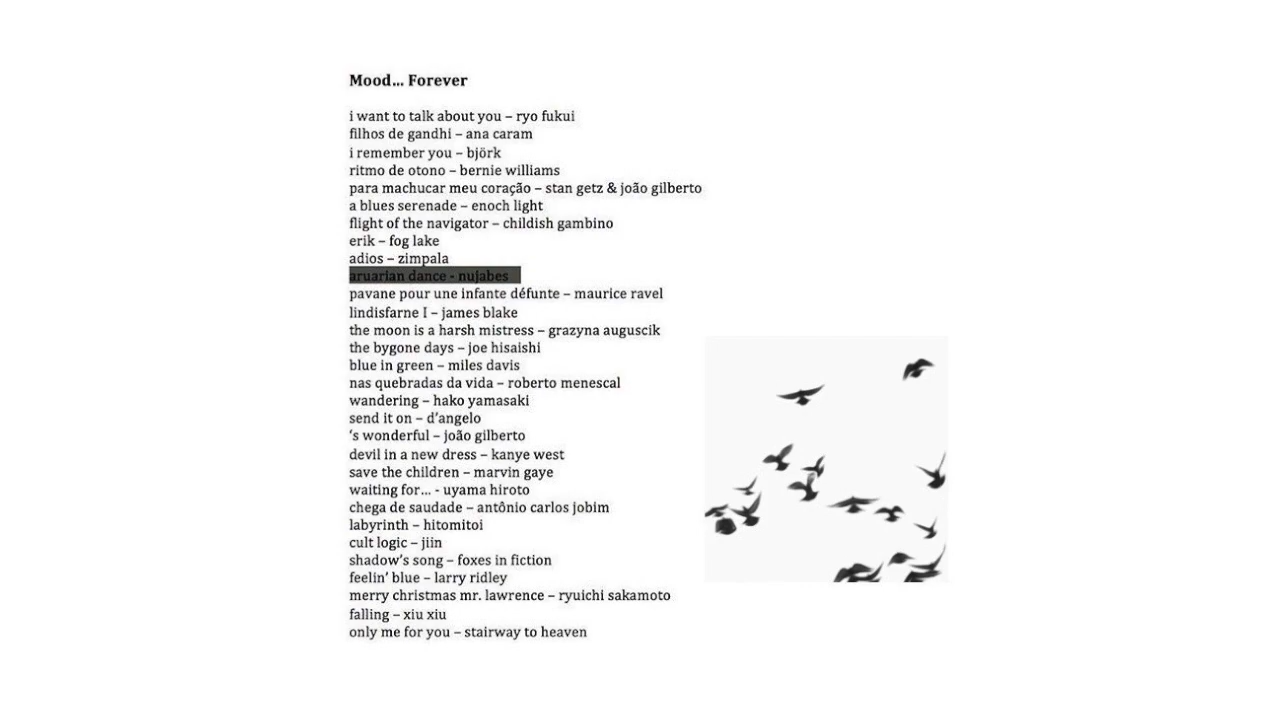 Mood... Forever
i want to talk about you – ryo fukui
filhos de gandhi – ana caram
i remember you – björk
ritmo de otono – bernie williams
para machucar meu coração – stan getz & joão gilberto
a blues serenade – enoch light
flight of the navigator – childish gambino
erik – fog lake
adios – zimpala
aruarian dance - nujabes
pavane pour une infante défunte – maurice ravel
lindisfarne I – james blake
the moon is a harsh mistress – grazyna auguscik
the bygone days – joe hisaishi
blue in green – miles davis
nas quebradas da vida – roberto menescal
wandering – hako yamasaki
send it on – d’angelo
‘s wonderful – joão gilberto
devil in a new dress – kanye west
save the children – marvin gaye
waiting for... - uyama hiroto
chega de saudade – antônio carlos jobim
labyrinth – hitomitoi
cult logic – jiin
shadow’s song – foxes in fiction
feelin’ blue – larry ridley
merry christmas mr. lawrence – ryuichi sakamoto
falling – xiu xiu
only me for you – stairway to heaven